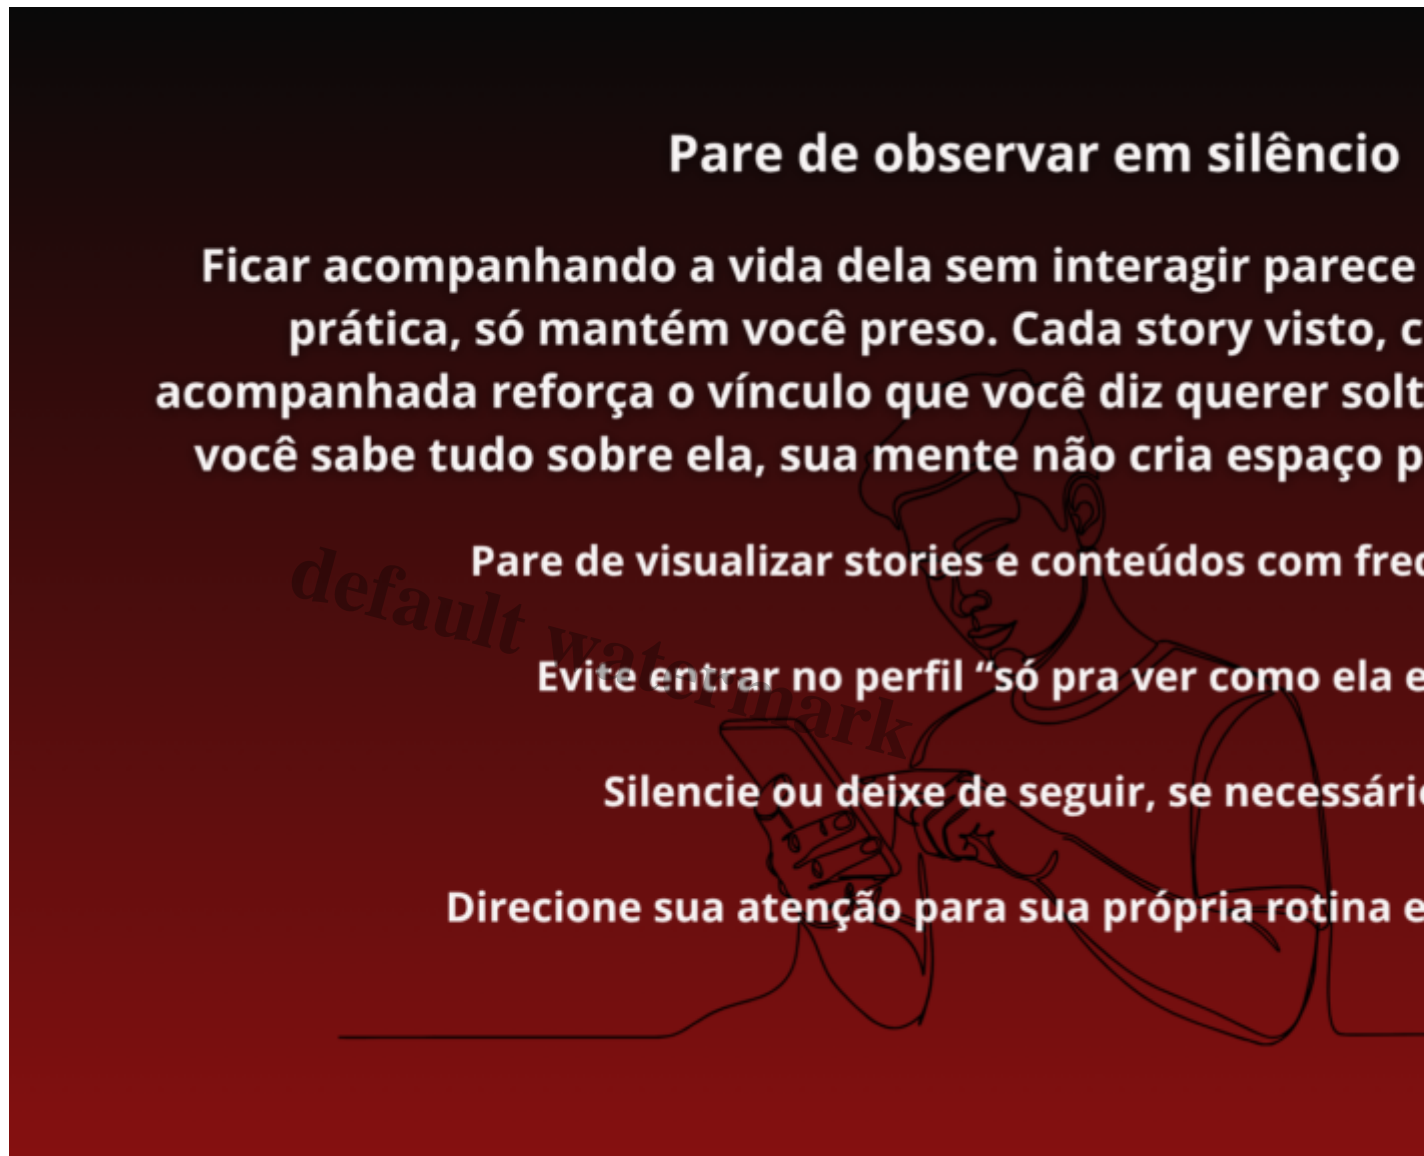 Pare de observar em silêncio
Ficar acompanhando a vida dela sem interagir parece
prática, só mantém você preso. Cada story visto,
acompanhada reforça o vínculo que você diz querer
você sabe tudo sobre ela, sua mente não cria espaço
Pare de visualizar stories e conteúdos com
default watermark
Evite entrar no perfil “só pra ver como ela
Silencie ou deixe de seguir, se
Direcione sua atenção para sua própria rotina e